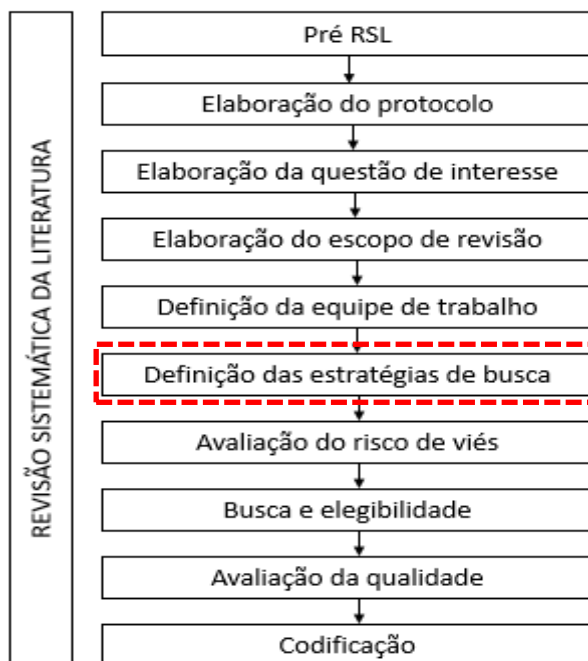 REVISÃO SISTEMÁTICA DA LITERATURA
Pré RSL
Elaboração do protocolo
Elaboração da questão de interesse
Elaboração do escopo de revisão
Definição da equipe de trabalho
Definição das estratégias de busca
Avaliação do risco de viés
Busca e elegibilidade
Avaliação da qualidade
Codificação